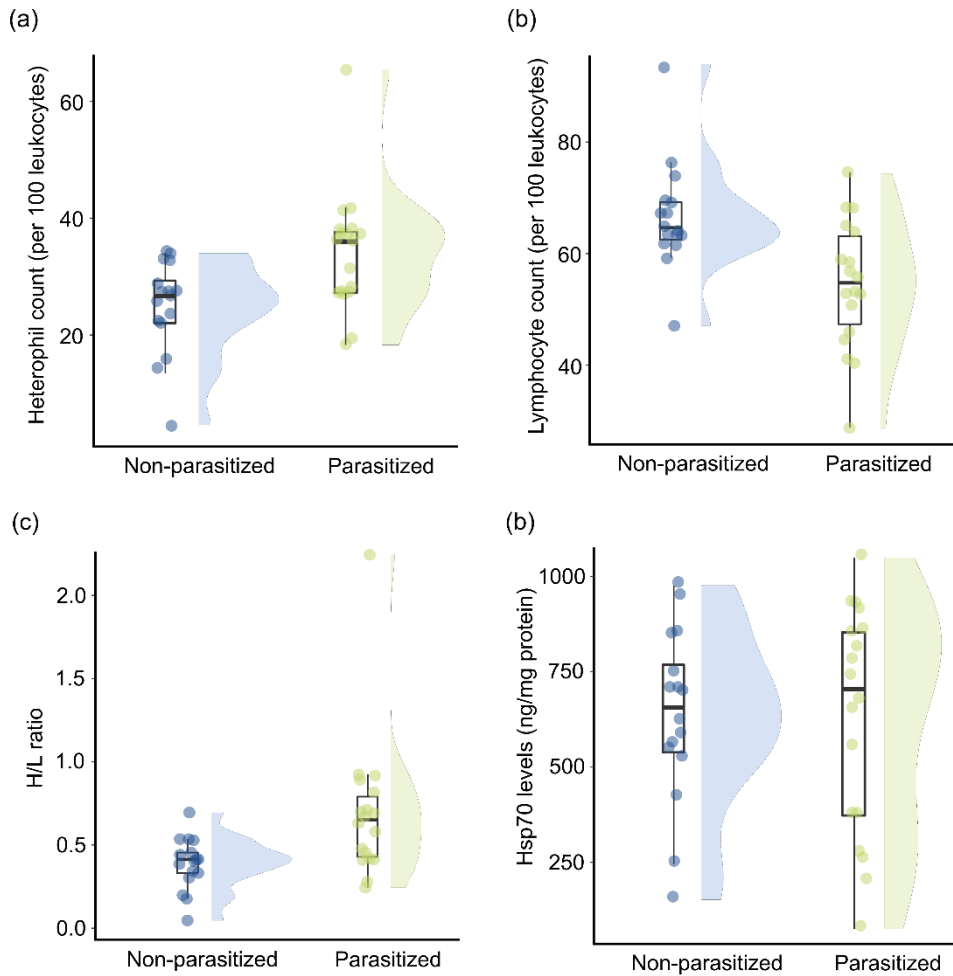 (a)
Heterophil count (per 100 leukocytes)
60
40
20
Non-parasitized
Parasitized
(b)
Lymphocyte count (per 100 leukocytes)
80
60
40
Non-parasitized
Parasitized
(c)
H/L ratio
2.0
1.5
1.0
0.5
0.0
Non-parasitized
Parasitized
(b)
Hsp70 levels (ng/mg protein)
1000
750
500
250
Non-parasitized
Parasitized